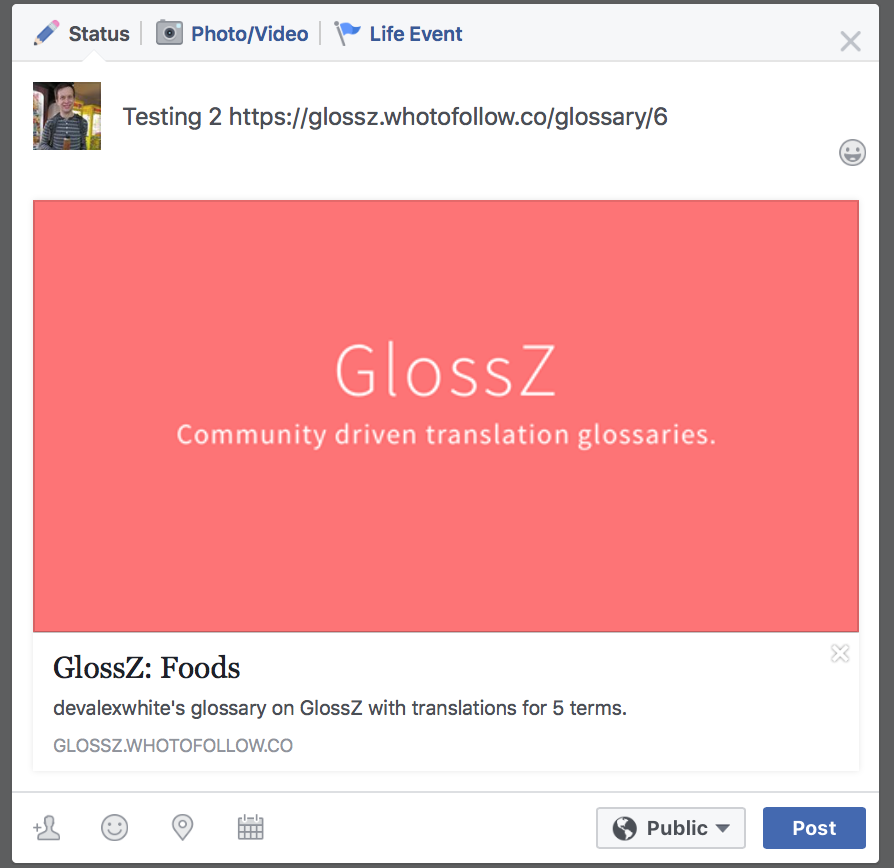 Status Photo/Video Life Event
Testing 2 https://glossz.whotofollow.co/glossary/6
GlossZ
Community driven translation glossaries.
GlossZ: Foods
devalexwhite's glossary on GlossZ with translations for 5 terms.
GLOSSZ.WHOTOFOLLOW.CO
Public Post